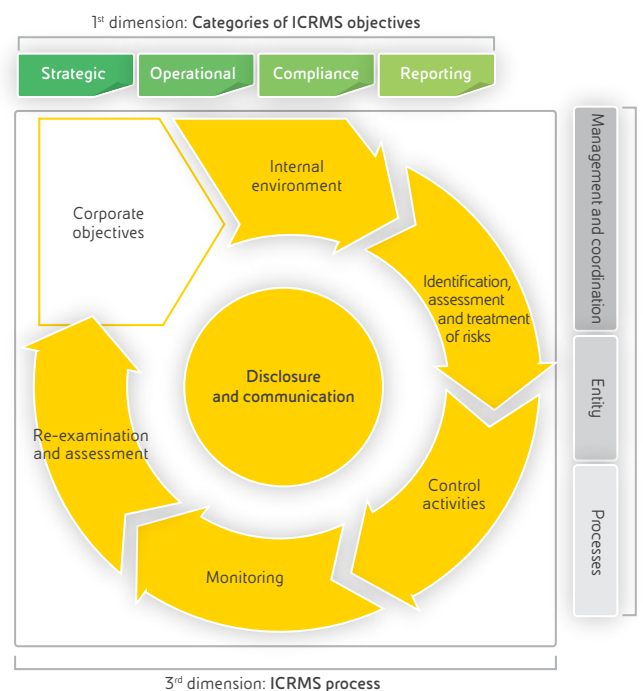 1st dimension: Categories of ICRMS objectives
Strategic
Operational
Compliance
Reporting
Corporate
objectives
Internal
environment
Identification,
assessment
and treatment
of risks
Disclosure
and communication
Re-examination
and assessment
Control
activities
Monitoring
Management and coordination
Entity
Processes
3rd dimension: ICRMS process